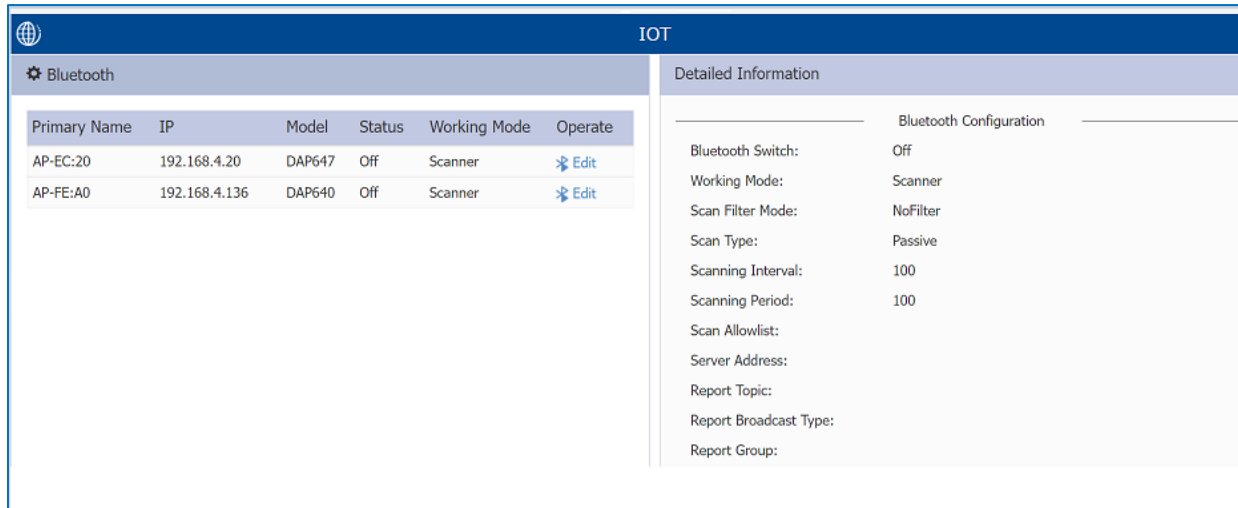 IOT
Bluetooth
Primary Name IP Model Status Working Mode Operate
AP-EC:20 192.168.4.20 DAP647 Off Scanner Edit
AP-FE:A0 192.168.4.136 DAP640 Off Scanner Edit
Detailed Information
Bluetooth Configuration
Bluetooth Switch: Off
Working Mode: Scanner
Scan Filter Mode: NoFilter
Scan Type: Passive
Scanning Interval: 100
Scanning Period: 100
Scan Allowlist:
Server Address:
Report Topic:
Report Broadcast Type:
Report Group: